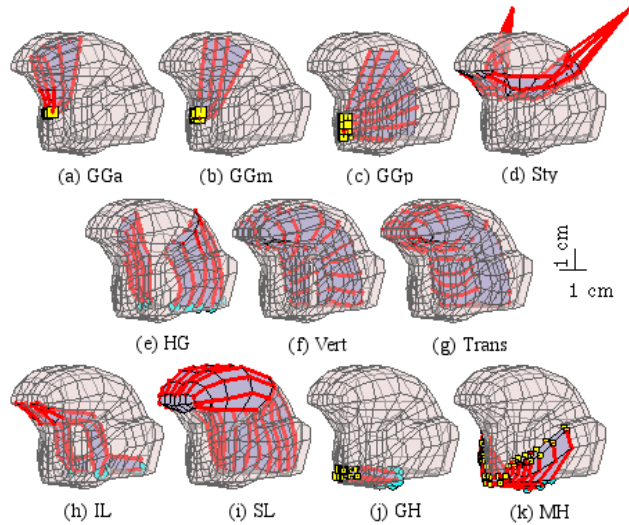 (a) GGa
(b) GGm
(c) GGp
(d) Sty
(e) HG
(f) Vert
(g) Trans
1 cm
1 cm
(h) IL
(i) SL
(j) GH
(k) MH